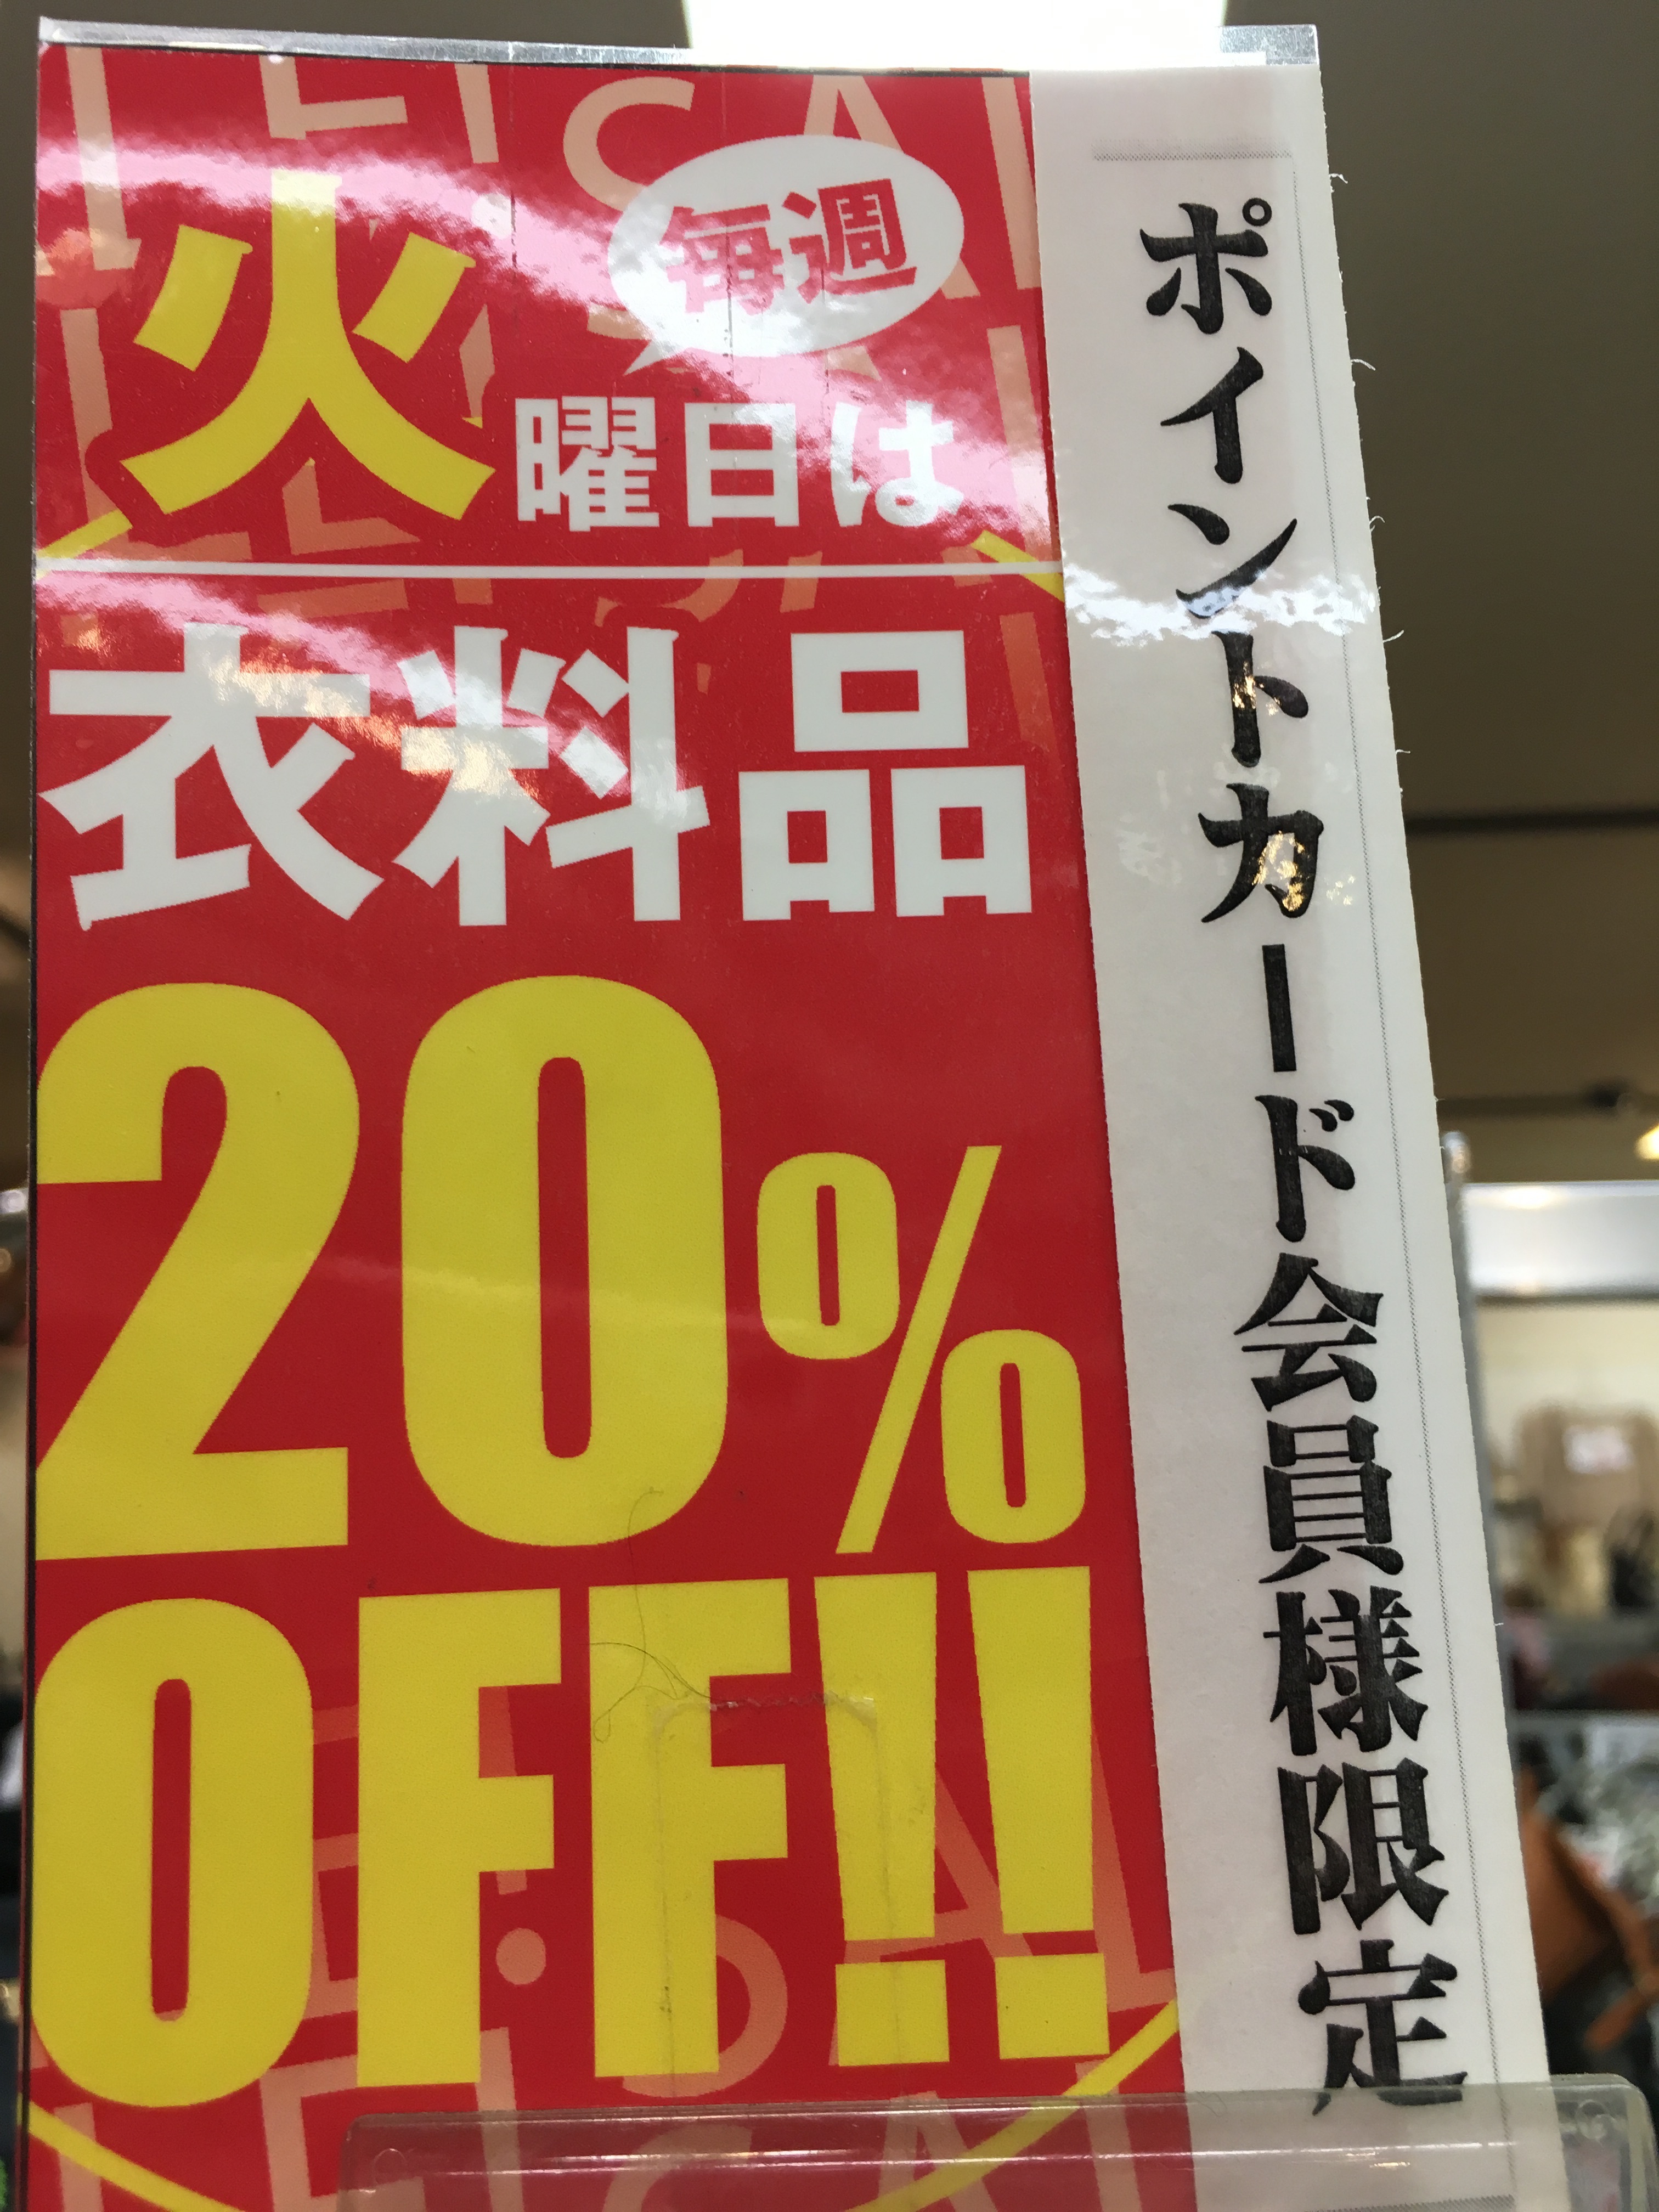 毎週
火曜日は
衣料品
20%
OFF!!
ポイントカード会員様限定